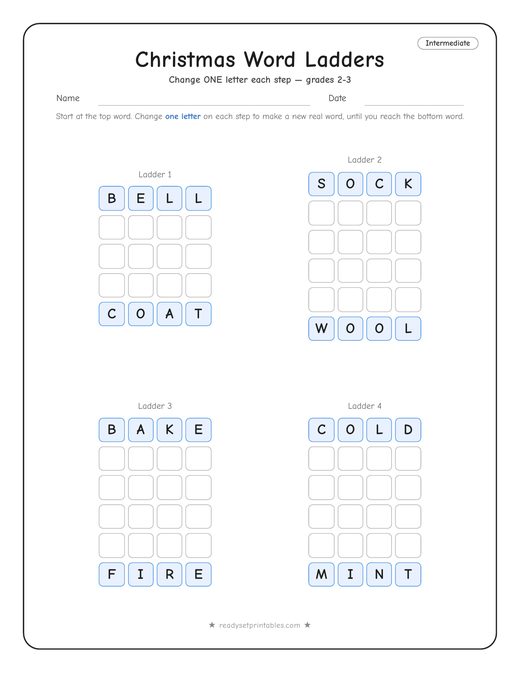 Intermediate
Christmas Word Ladders
Change ONE letter each step — grades 2-3
Name Date
Start at the top word. Change one letter on each step to make a new real word, until you reach the bottom word.
Ladder 1
B E L L
C O A T
Ladder 2
S O C K
W O O L
Ladder 3
B A K E
F I R E
Ladder 4
C O L D
M I N T
★ readysetprintables.com ★